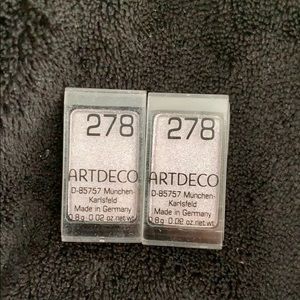 278
ARTDECO
D-85757 München-
Karlsfeld
Made in Germany
0.8g·0.02 oz.net wt.
278
ARTDECO
D-85757 München-
Karlsfeld
Made in Germany
0.8g·0.02 oz.net wt.